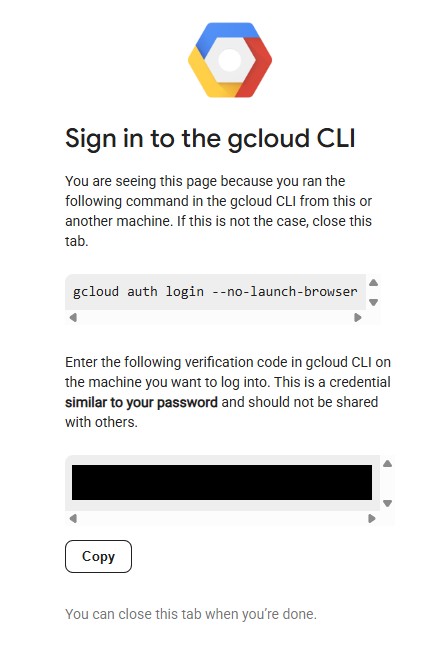 Sign in to the gcloud CLI
You are seeing this page because you ran the
following command in the gcloud CLI from this or
another machine. If this is not the case, close this
tab.
gcloud auth login --no-launch-browser
Enter the following verification code in gcloud CLI on
the machine you want to log into. This is a credential
similar to your password and should not be shared
with others.
Copy
You can close this tab when you’re done.